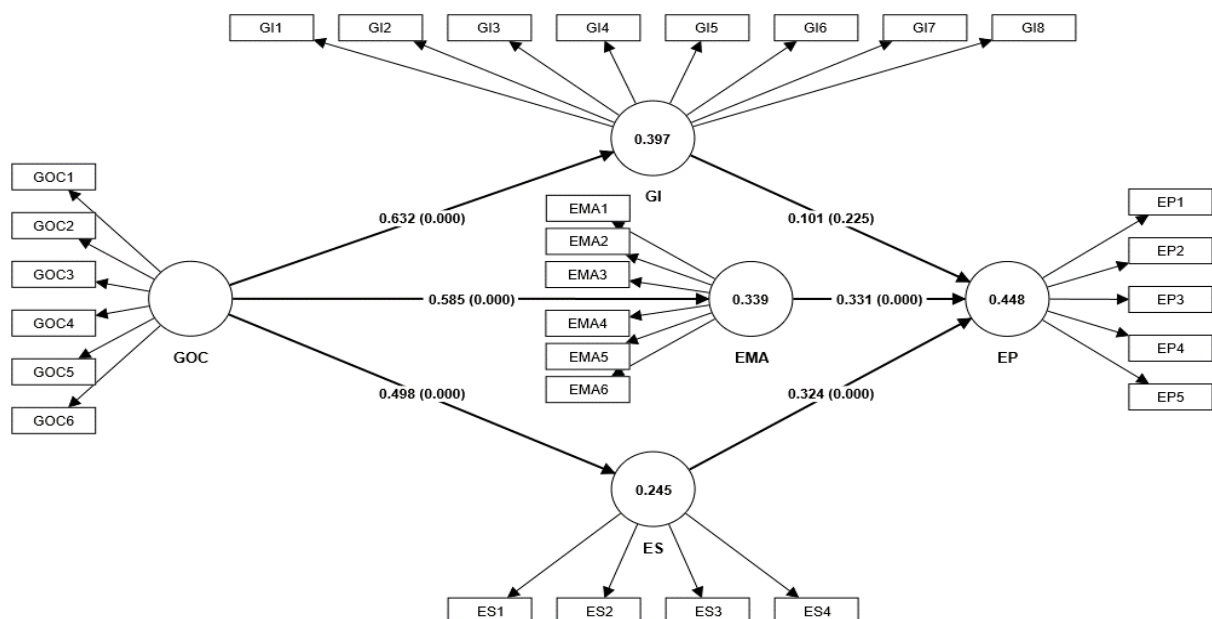 GI1
GI2
GI3
GI4
GI5
GI6
GI7
GI8
0.397
GI
GOC1
GOC2
GOC3
GOC4
GOC5
GOC6
GOC
0.632 (0.000)
0.585 (0.000)
0.498 (0.000)
EMA1
EMA2
EMA3
EMA4
EMA5
EMA6
0.339
EMA
0.101 (0.225)
0.331 (0.000)
0.324 (0.000)
0.448
EP
EP1
EP2
EP3
EP4
EP5
0.245
ES
ES1
ES2
ES3
ES4